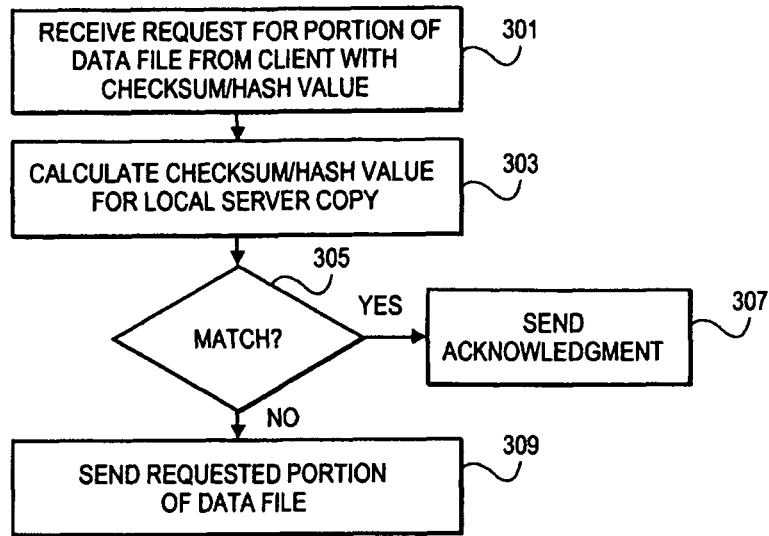 RECEIVE REQUEST FOR PORTION OF
DATA FILE FROM CLIENT WITH
CHECKSUM/HASH VALUE
301
CALCULATE CHECKSUM/HASH VALUE
FOR LOCAL SERVER COPY
303
305
MATCH?
YES
SEND
ACKNOWLEDGMENT
307
NO
SEND REQUESTED PORTION
OF DATA FILE
309